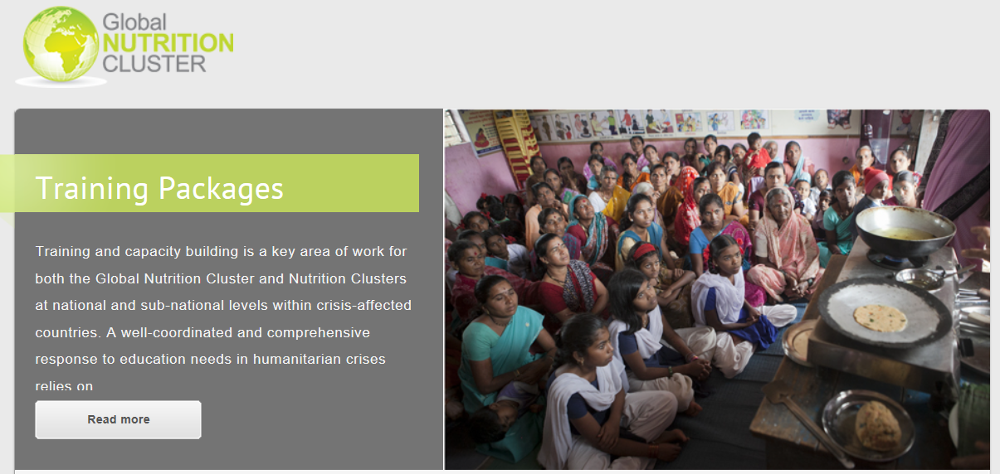 Global
NUTRITION
CLUSTER
Training Packages
Training and capacity building is a key area of work for
both the Global Nutrition Cluster and Nutrition Clusters
at national and sub-national levels within crisis-affected
countries. A well-coordinated and comprehensive
response to education needs in humanitarian crises
relies on
Read more